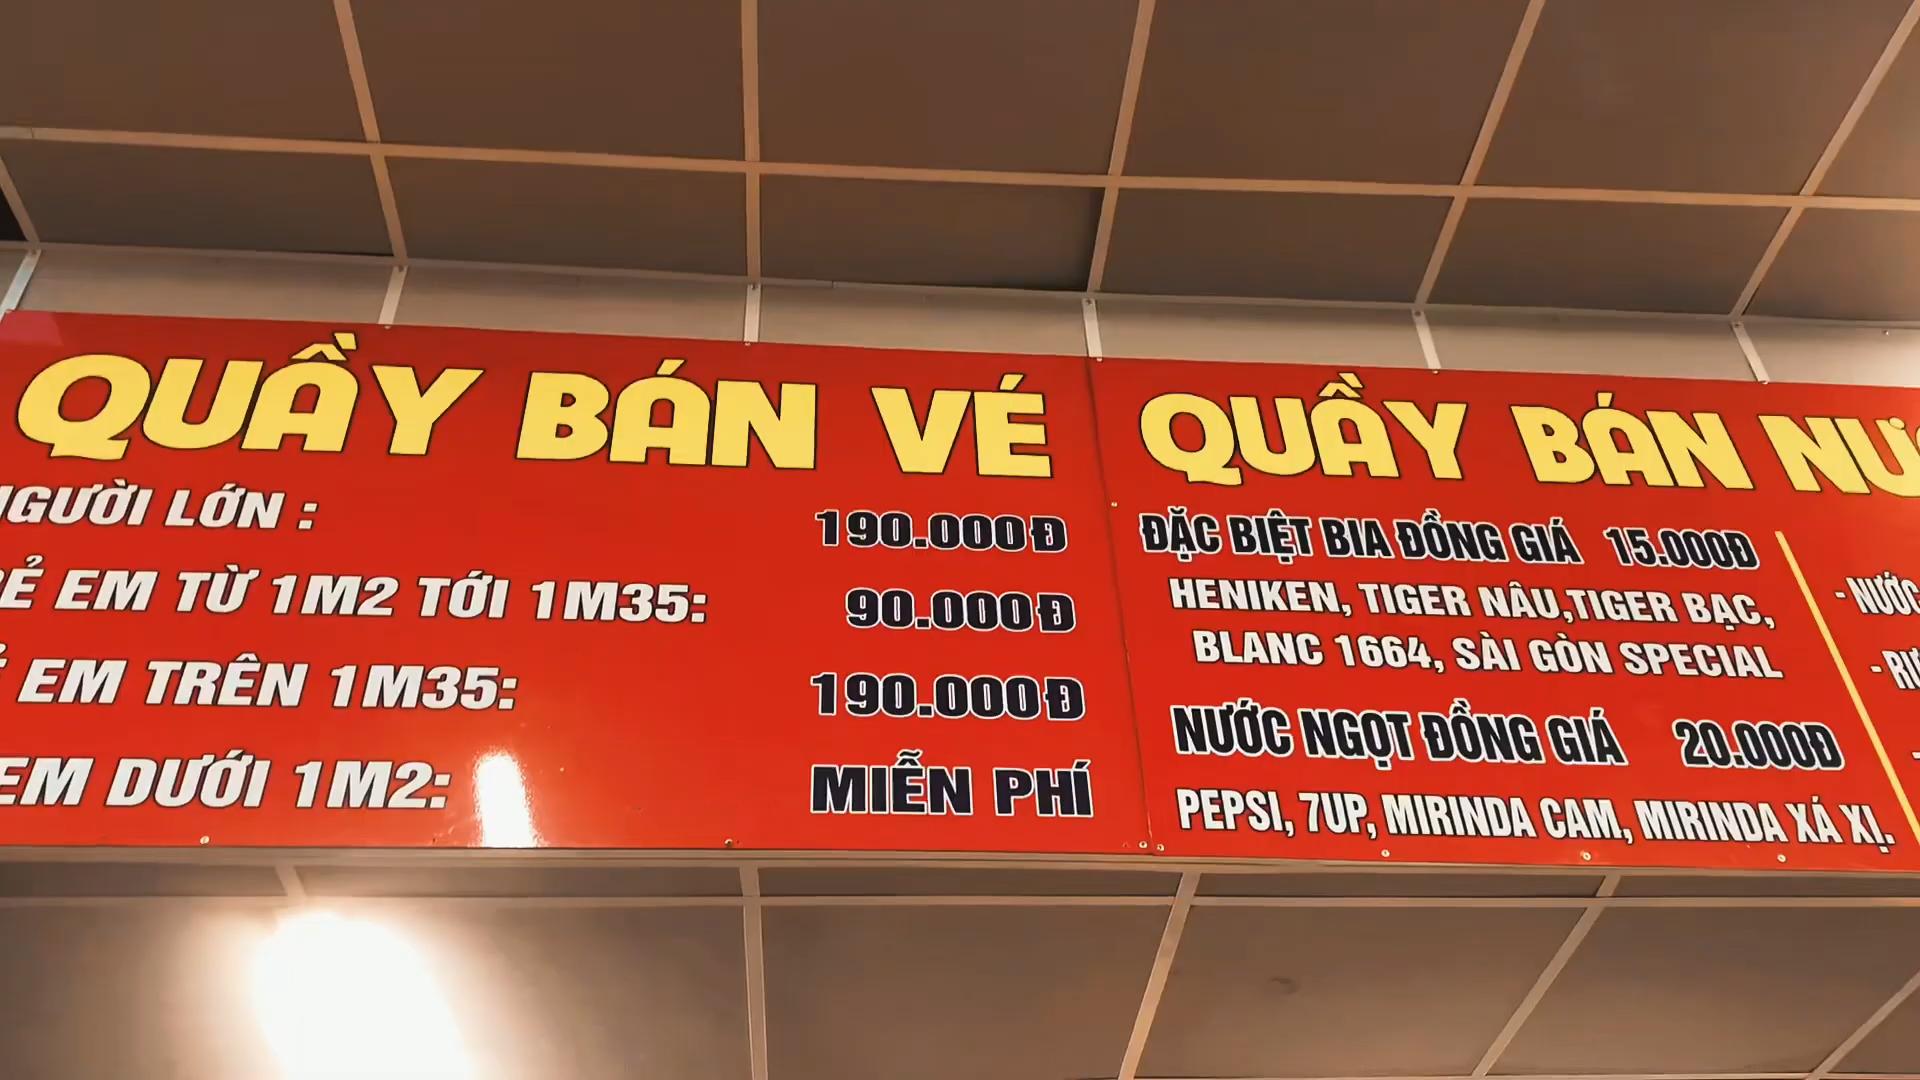 QUẦY BÁN VÉ
NGƯỜI LỚN : 190.000Đ
EM TỪ 1M2 TỚI 1M35: 90.000Đ
EM TRÊN 1M35: 190.000Đ
EM DƯỚI 1M2: MIỄN PHÍ
QUẦY BÁN
ĐẶC BIỆT BIA ĐỒNG GIÁ 15.000Đ
HENIKEN, TIGER NÂU,TIGER BẠC,
BLANC 1664, SÀI GÒN SPECIAL
NƯỚC NGỌT ĐỒNG GIÁ 20.000Đ
PEPSI, 7UP, MIRINDA CAM, MIRINDA XÁ XỊ.
- NƯỚC